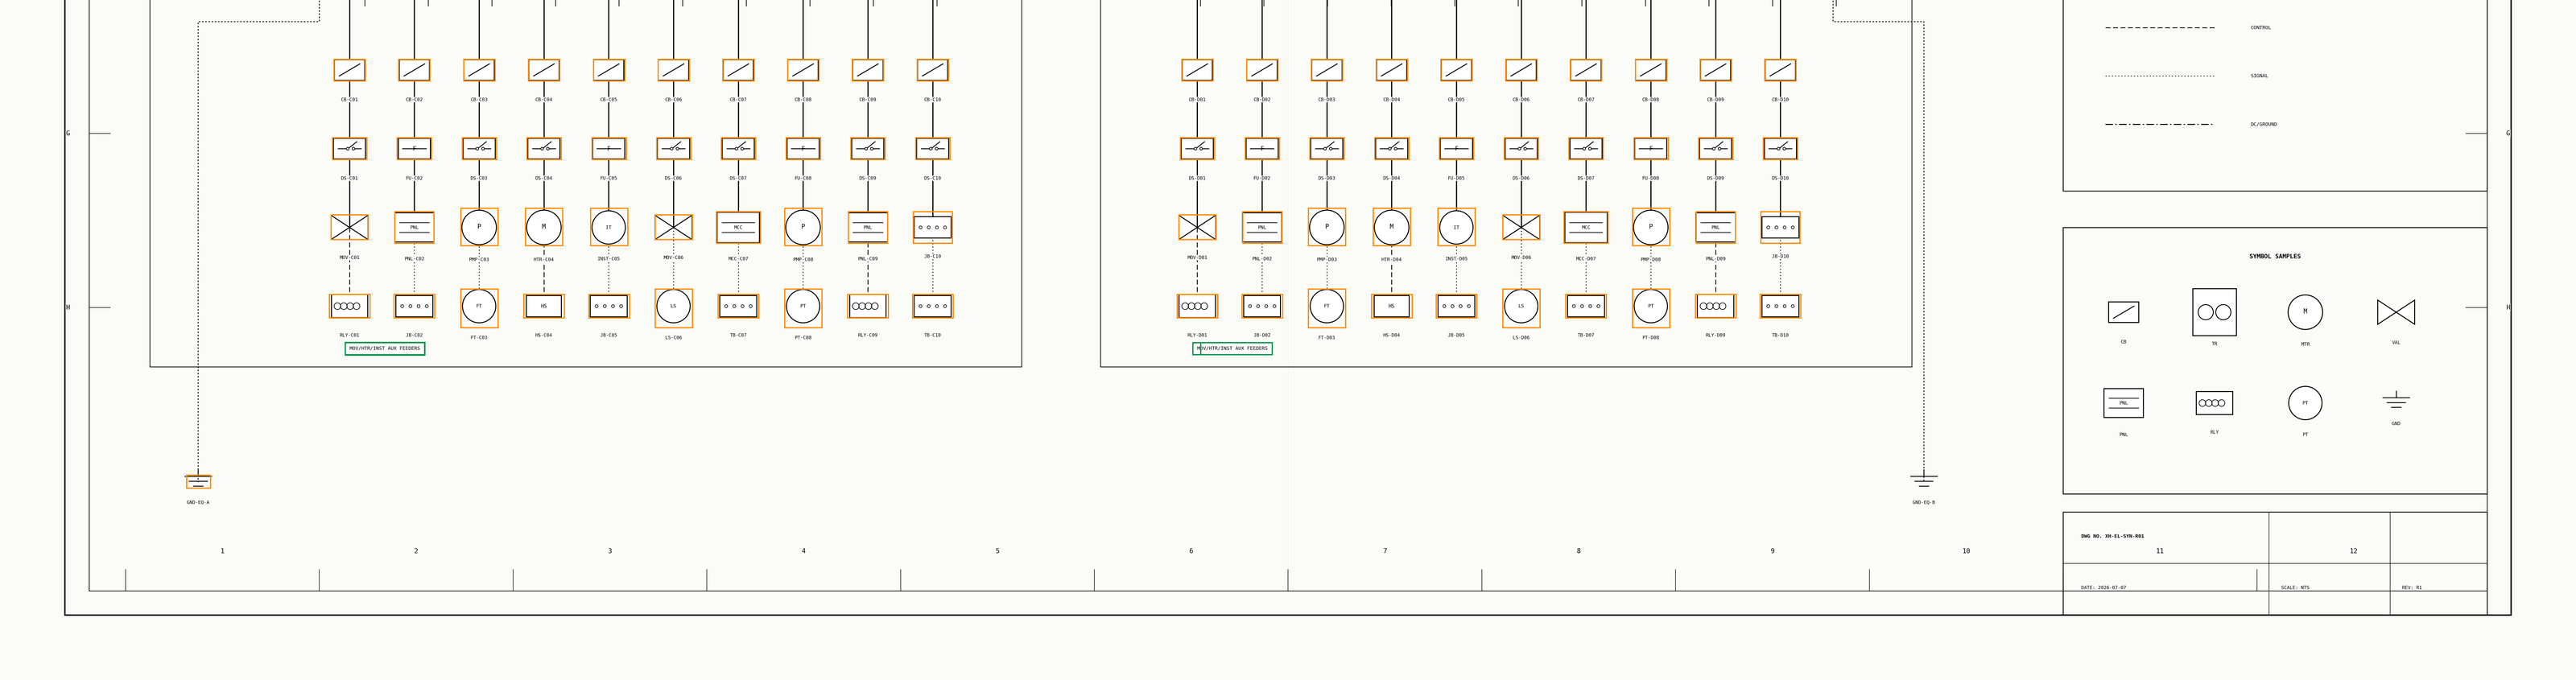 CONTROL
SIGNAL
DC/GROUND
CB-C01 CB-C02 CB-C03 CB-C04 CB-C05 CB-C06 CB-C07 CB-C08 CB-C09 CB-C10 CB-D01 CB-D02 CB-D03 CB-D04 CB-D05 CB-D06 CB-D07 CB-D08 CB-D09 CB-D10
G G
F F F F F F
DS-C01 FU-C02 DS-C03 DS-C04 FU-C05 DS-C06 DS-C07 FU-C08 DS-C09 DS-C10 DS-D01 FU-D02 DS-D03 DS-D04 FU-D05 DS-D06 DS-D07 FU-D08 DS-D09 DS-D10
PNL P M IT MCC P PNL PNL P M IT MCC P PNL
MOV-C01 PNL-C02 PMP-C03 HTR-C04 INST-C05 MOV-C06 MCC-C07 PMP-C08 PNL-C09 JB-C10 MOV-D01 PNL-D02 PMP-D03 HTR-D04 INST-D05 MOV-D06 MCC-D07 PMP-D08 PNL-D09 JB-D10
H FT HS LS PT FT HS LS PT H
RLY-C01 JB-C02 FT-C03 HS-C04 JB-C05 LS-C06 TB-C07 PT-C08 RLY-C09 TB-C10 RLY-D01 JB-D02 FT-D03 HS-D04 JB-D05 LS-D06 TB-D07 PT-D08 RLY-D09 TB-D10
MOV/HTR/INST AUX FEEDERS MOV/HTR/INST AUX FEEDERS
SYMBOL SAMPLES
M
CB TR MTR VAL
PNL PT
PNL RLY PT GND
GND-EQ-A GND-EQ-B
1 2 3 4 5 6 7 8 9 10 11 12
DWG NO. XH-EL-SYN-R01
DATE: 2026-07-07 SCALE: NTS REV: R1